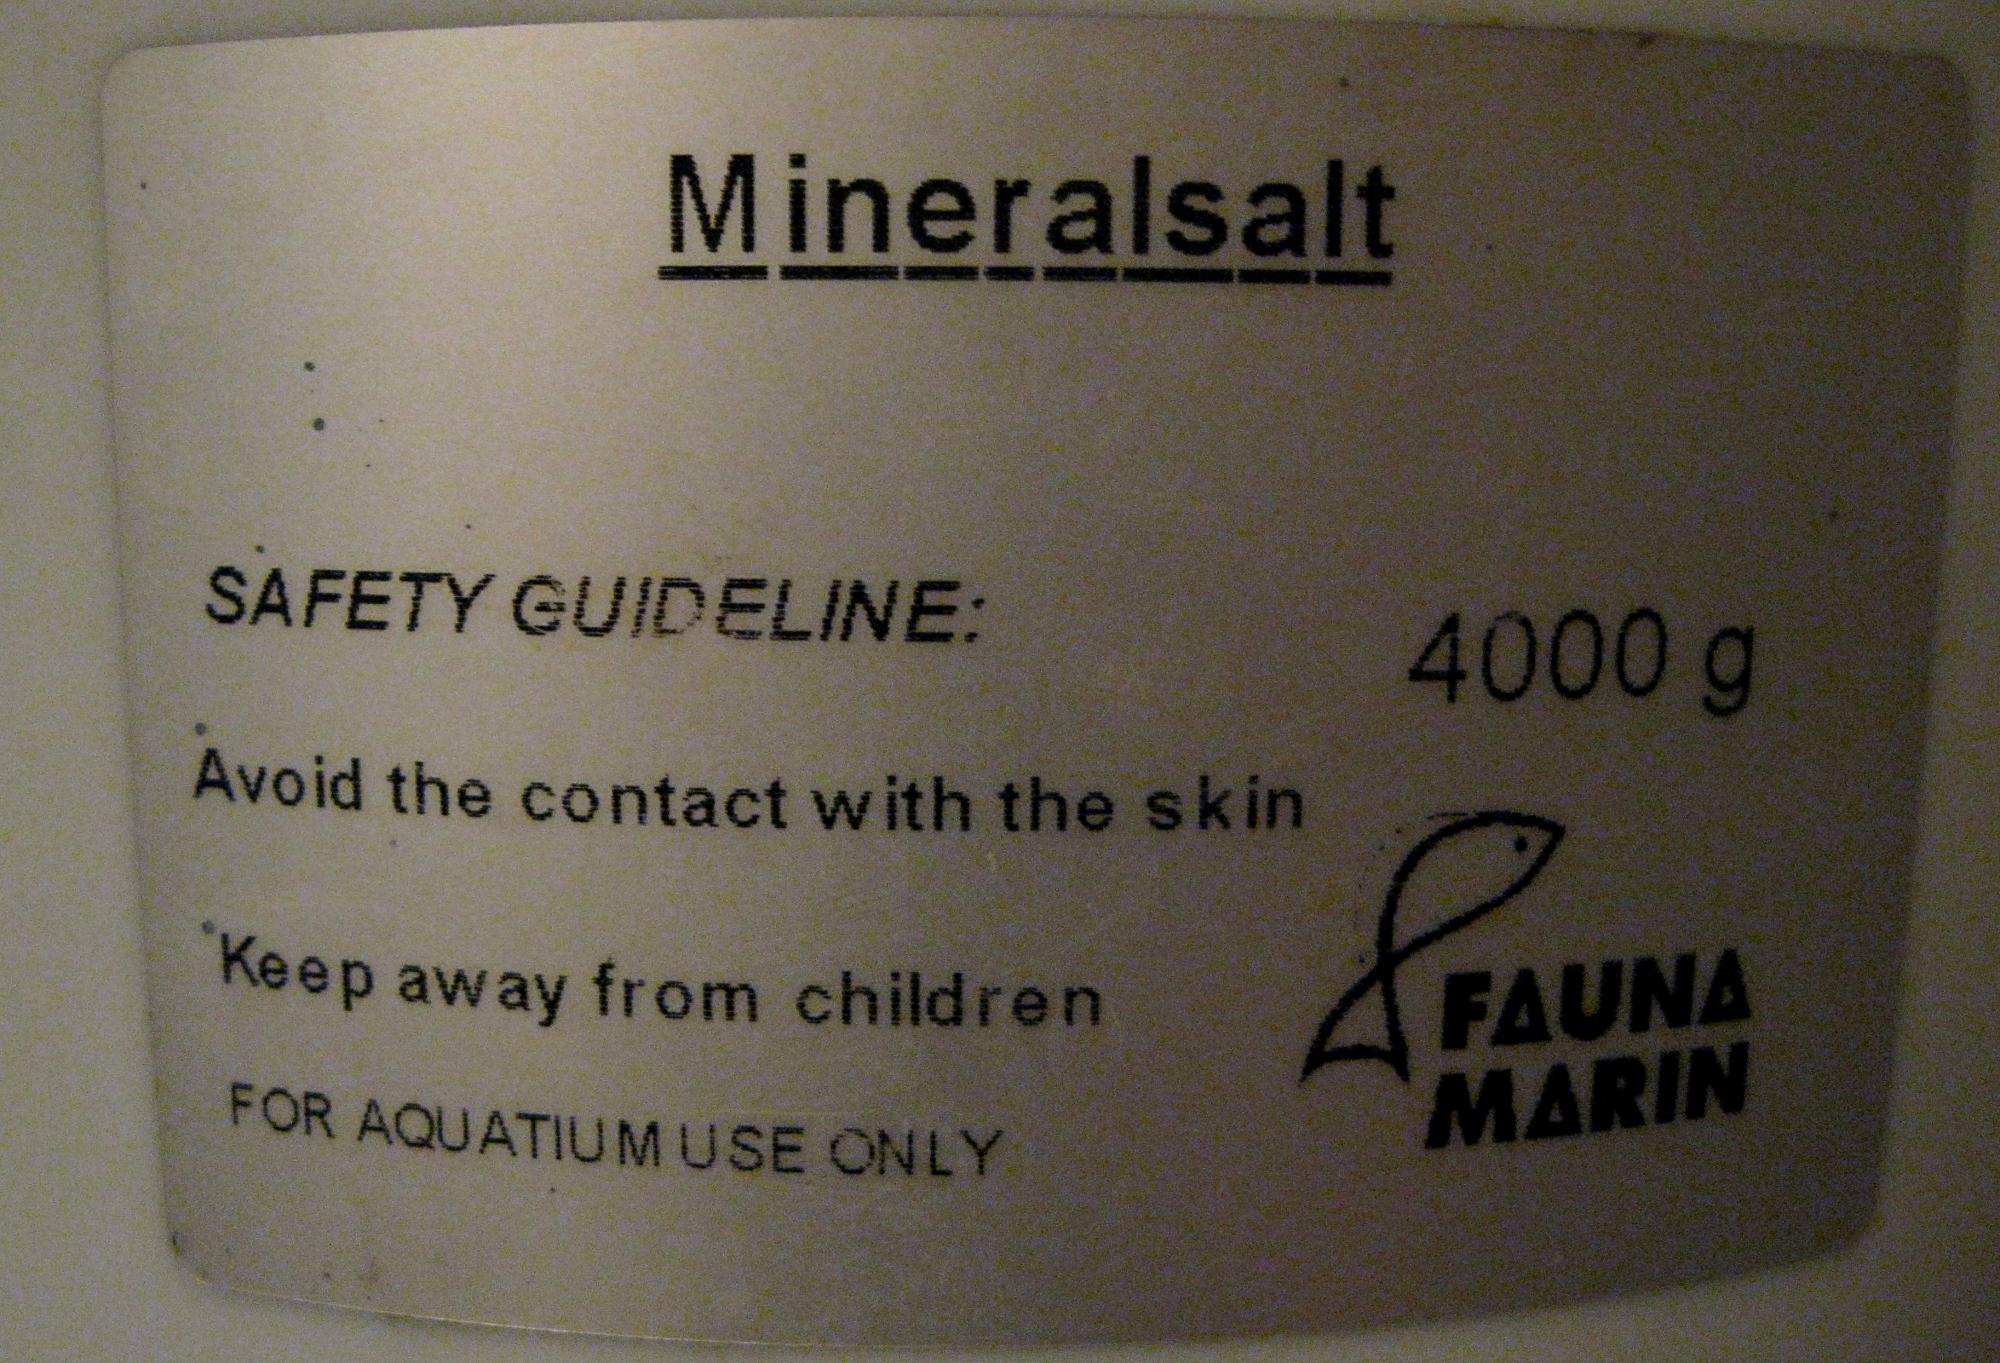 Mineralsalt
SAFETY GUIDELINE:
4000 g
Avoid the contact with the skin
Keep away from children
FOR AQUATIUM USE ONLY
FAUNA
MARIN